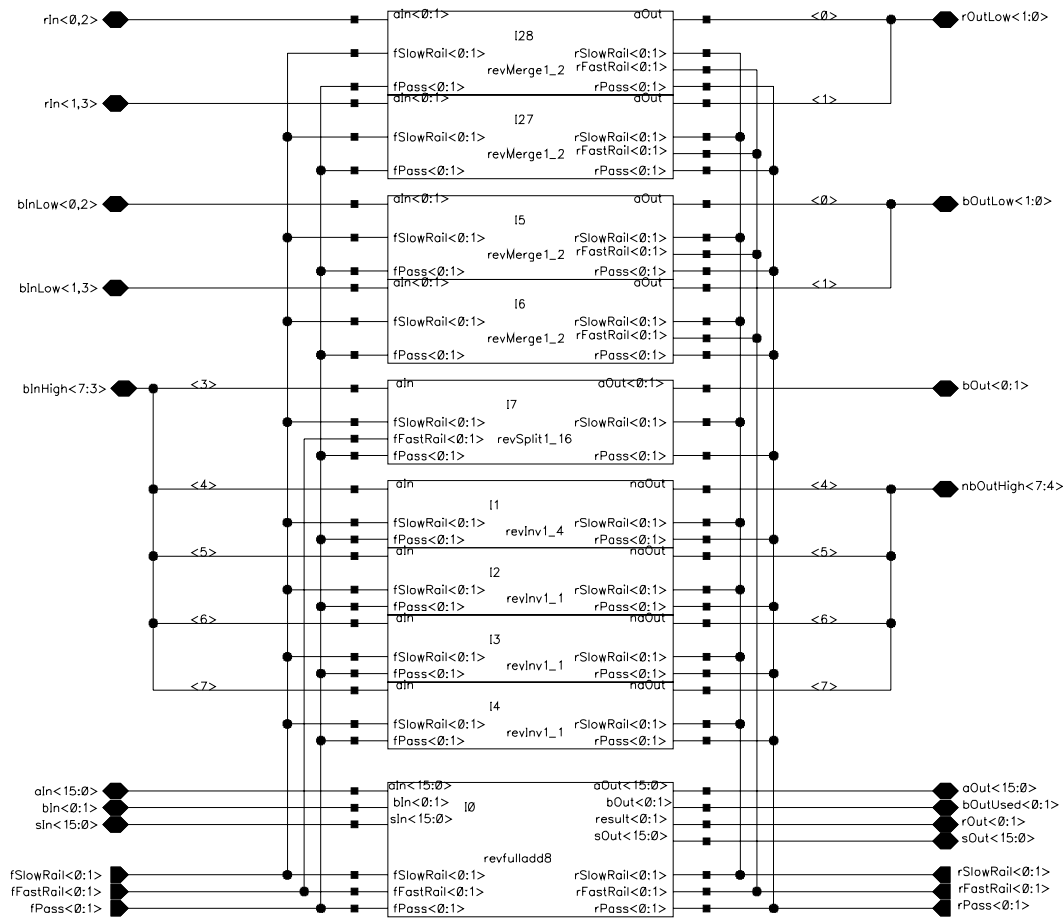 rIn<0,2> aIn<0:1> aOut <0> rOutLow<1:0>
I28
fSlowRail<0:1> rSlowRail<0:1>
revMerge1_2 rFastRail<0:1>
fPass<0:1> rPass<0:1>
rIn<1,3> aIn<0:1> aOut <1>
I27
fSlowRail<0:1> rSlowRail<0:1>
revMerge1_2 rFastRail<0:1>
fPass<0:1> rPass<0:1>
bInLow<0,2> aIn<0:1> aOut <0> bOutLow<1:0>
I5
fSlowRail<0:1> rSlowRail<0:1>
revMerge1_2 rFastRail<0:1>
fPass<0:1> rPass<0:1>
bInLow<1,3> aIn<0:1> aOut <1>
I6
fSlowRail<0:1> rSlowRail<0:1>
revMerge1_2 rFastRail<0:1>
fPass<0:1> rPass<0:1>
bInHigh<7:3> <3> aIn aOut<0:1> bOut<0:1>
I7
fSlowRail<0:1> rSlowRail<0:1>
fFastRail<0:1> revSplit1_16
fPass<0:1> rPass<0:1>
<4> aIn naOut <4> nbOutHigh<7:4>
I1
fSlowRail<0:1> revInv1_4 rSlowRail<0:1>
fPass<0:1> rPass<0:1>
<5> aIn naOut <5>
I2
fSlowRail<0:1> revInv1_1 rSlowRail<0:1>
fPass<0:1> rPass<0:1>
<6> aIn naOut <6>
I3
fSlowRail<0:1> revInv1_1 rSlowRail<0:1>
fPass<0:1> rPass<0:1>
<7> aIn naOut <7>
I4
fSlowRail<0:1> revInv1_1 rSlowRail<0:1>
fPass<0:1> rPass<0:1>
aIn<15:0> aIn<15:0> aOut<15:0> aOut<15:0>
bIn<0:1> bIn<0:1> I0 bOut<0:1> bOutUsed<0:1>
sIn<15:0> sIn<15:0> result<0:1> rOut<0:1>
sOut<15:0> sOut<15:0>
revfulladd8
fSlowRail<0:1> fSlowRail<0:1> rSlowRail<0:1> rSlowRail<0:1>
fFastRail<0:1> fFastRail<0:1> rFastRail<0:1> rFastRail<0:1>
fPass<0:1> fPass<0:1> rPass<0:1> rPass<0:1>